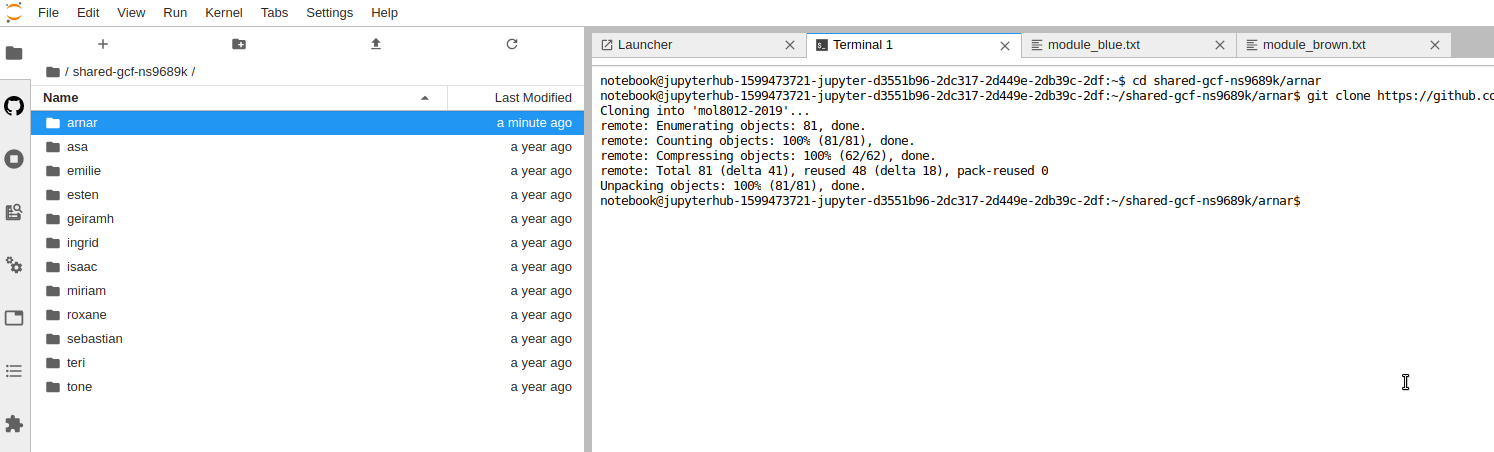 File Edit View Run Kernel Tabs Settings Help
/ shared-gcf-ns9689k /
Name Last Modified
arnar a minute ago
asa a year ago
emilie a year ago
esten a year ago
geiramh a year ago
ingrid a year ago
isaac a year ago
miriam a year ago
roxane a year ago
sebastian a year ago
teri a year ago
tone a year ago
Launcher Terminal 1 module_blue.txt module_brown.txt
notebook@jupyterhub-1599473721-jupyter-d3551b96-2dc317-2d449e-2db39c-2df:~$ cd shared-gcf-ns9689k/arnar
notebook@jupyterhub-1599473721-jupyter-d3551b96-2dc317-2d449e-2db39c-2df:~/shared-gcf-ns9689k/arnar$ git clone https://github.co
Cloning into 'mol8012-2019'...
remote: Enumerating objects: 81, done.
remote: Counting objects: 100% (81/81), done.
remote: Compressing objects: 100% (62/62), done.
remote: Total 81 (delta 41), reused 48 (delta 18), pack-reused 0
Unpacking objects: 100% (81/81), done.
notebook@jupyterhub-1599473721-jupyter-d3551b96-2dc317-2d449e-2db39c-2df:~/shared-gcf-ns9689k/arnar$